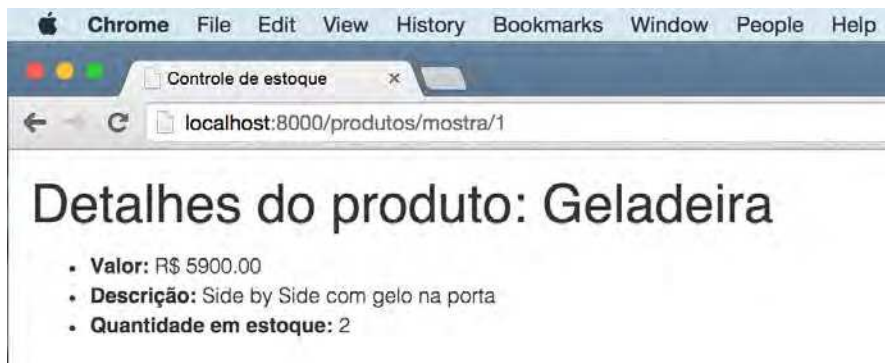 Chrome File Edit View History Bookmarks Window People Help
Controle de estoque
localhost:8000/produtos/mostra/1
Detalhes do produto: Geladeira
• Valor: R$ 5900.00
• Descrição: Side by Side com gelo na porta
• Quantidade em estoque: 2